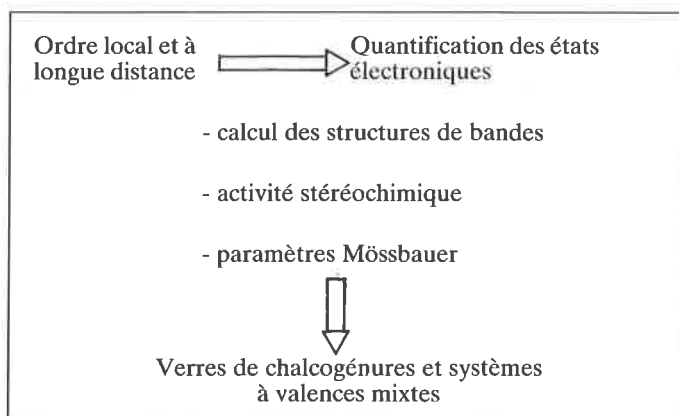 Ordre local et à
longue distance
Quantification des états
électroniques
- calcul des structures de bandes
- activité stéréochimique
- paramètres Mössbauer
Verres de chalcogénures et systèmes
à valences mixtes